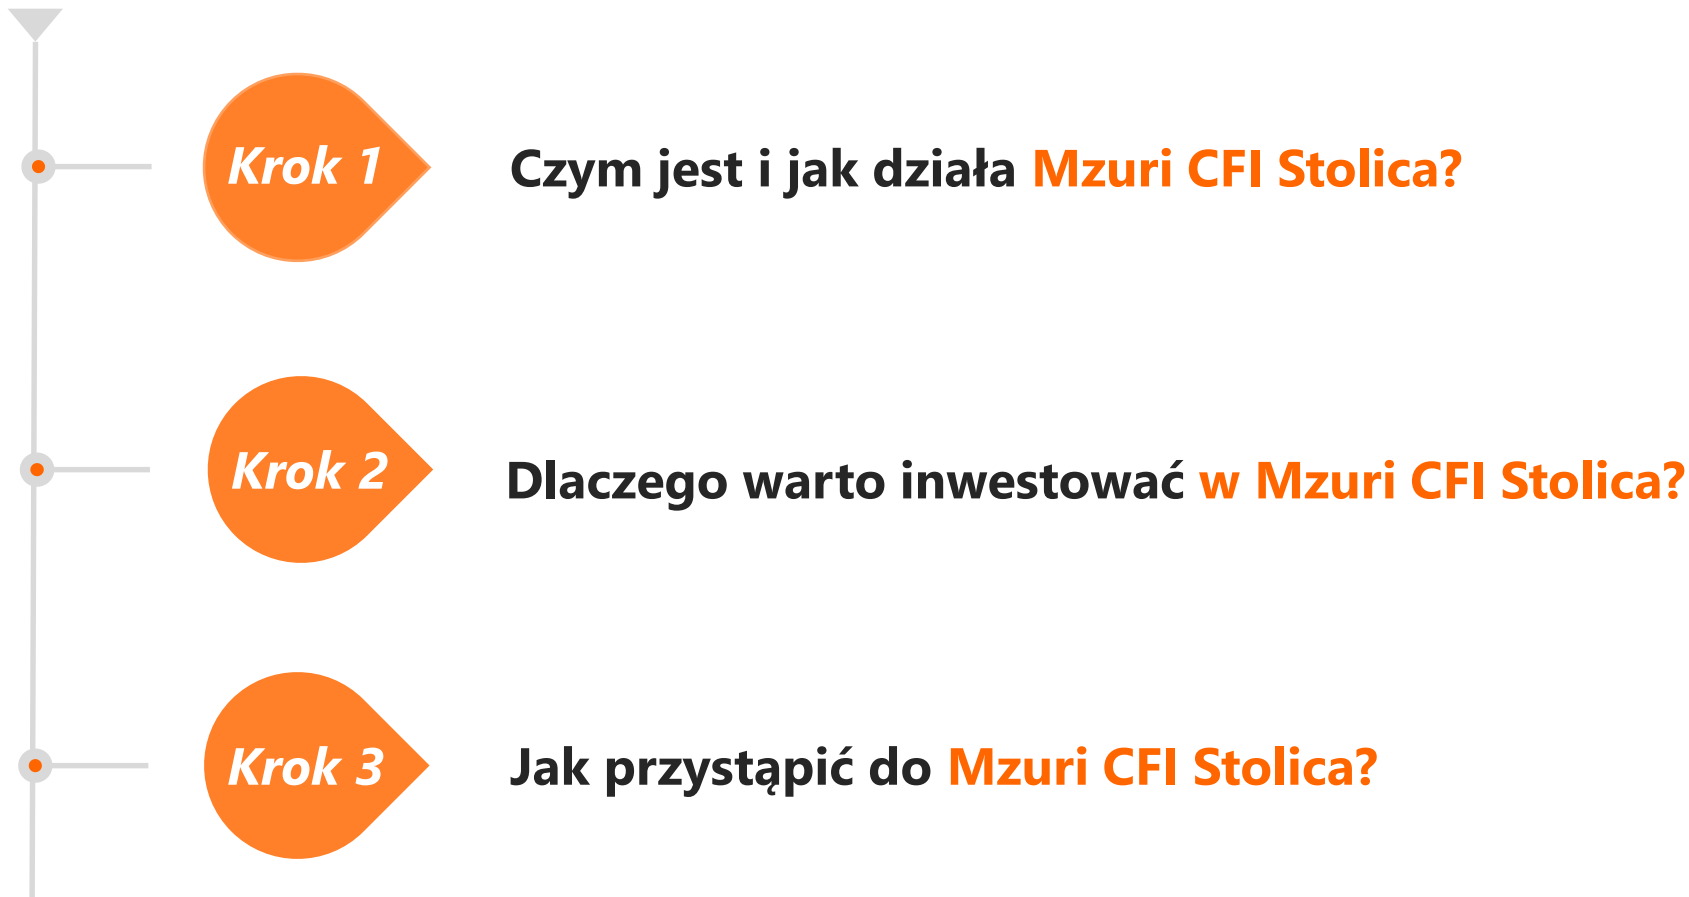 Krok 1
Czym jest i jak działa Mzuri CFI Stolica?
Krok 2
Dlaczego warto inwestować w Mzuri CFI Stolica?
Krok 3
Jak przystąpić do Mzuri CFI Stolica?